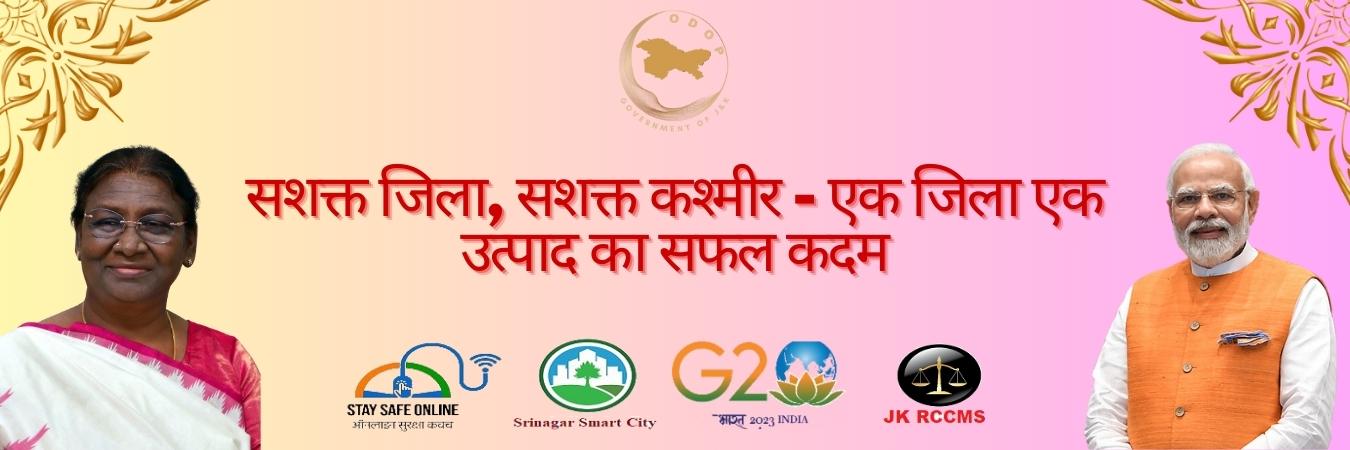 ODOP
GOVERNMENT OF J&K
सशक्त जिला, सशक्त कश्मीर - एक जिला एक
उत्पाद का सफल कदम
STAY SAFE ONLINE
ऑनलाइन सुरक्षा कवच
Srinagar Smart City
G20
भारत 2023 INDIA
JK RCCMS